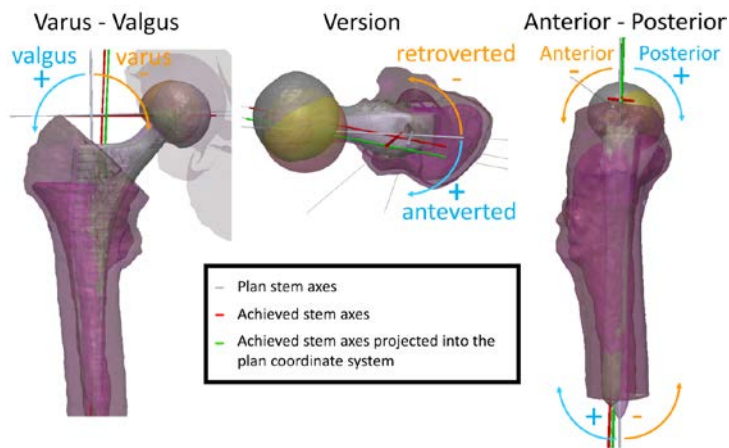 Varus - Valgus
Version
Anterior - Posterior
valgus
+
varus
-
retroverted
-
+
anteverted
Anterior
-
Posterior
+
Plan stem axes
Achieved stem axes
Achieved stem axes projected into the
plan coordinate system
+
-